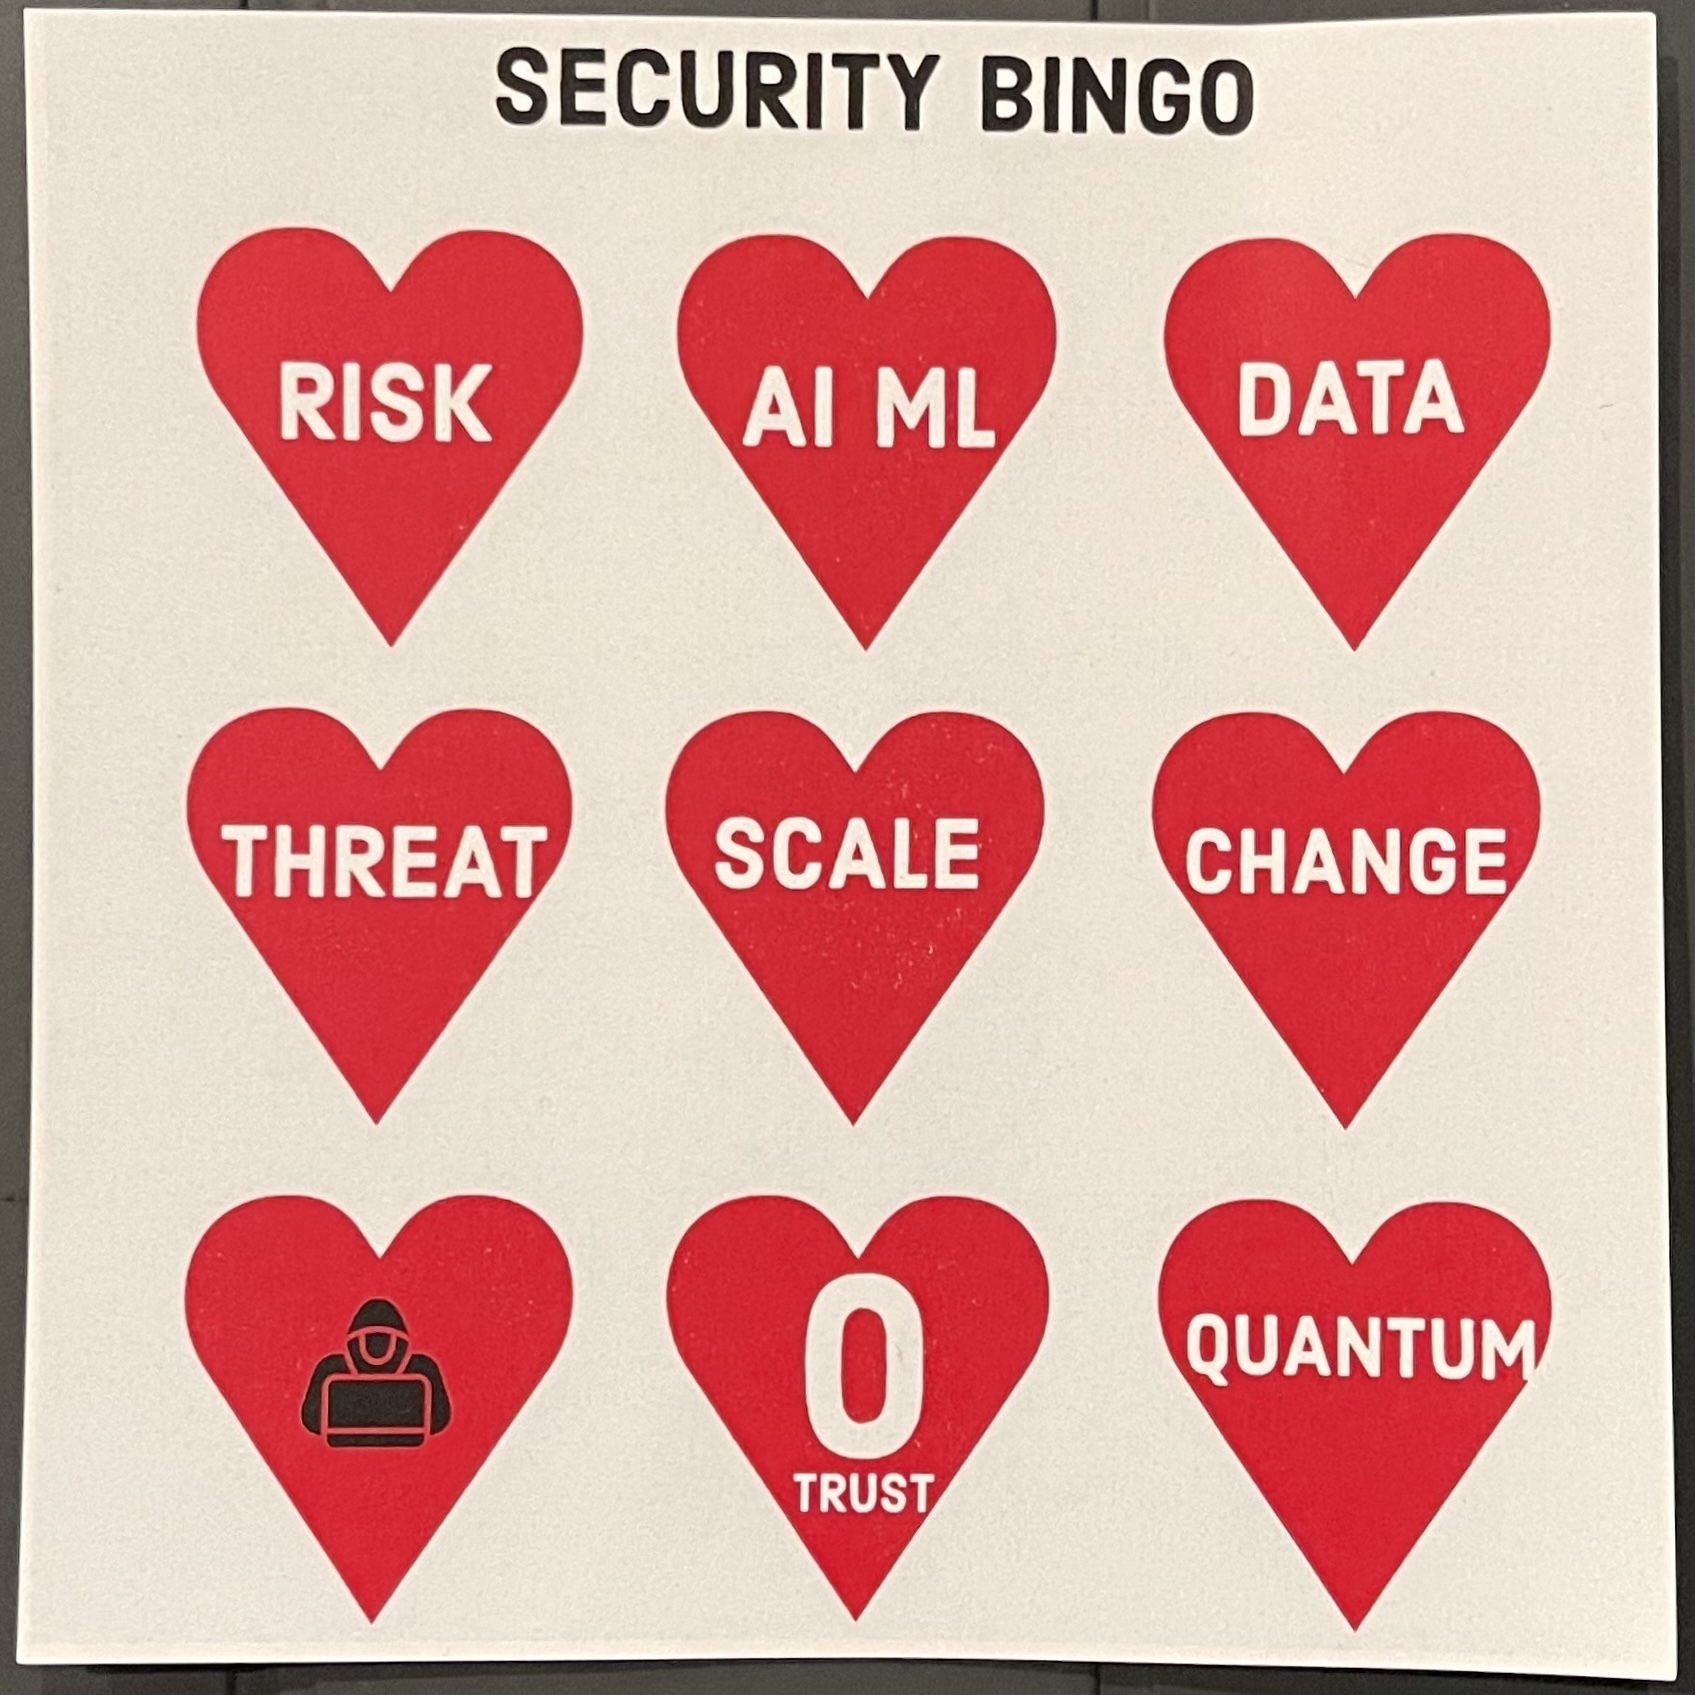 SECURITY BINGO
RISK
AI ML
DATA
THREAT
SCALE
CHANGE
0
TRUST
QUANTUM